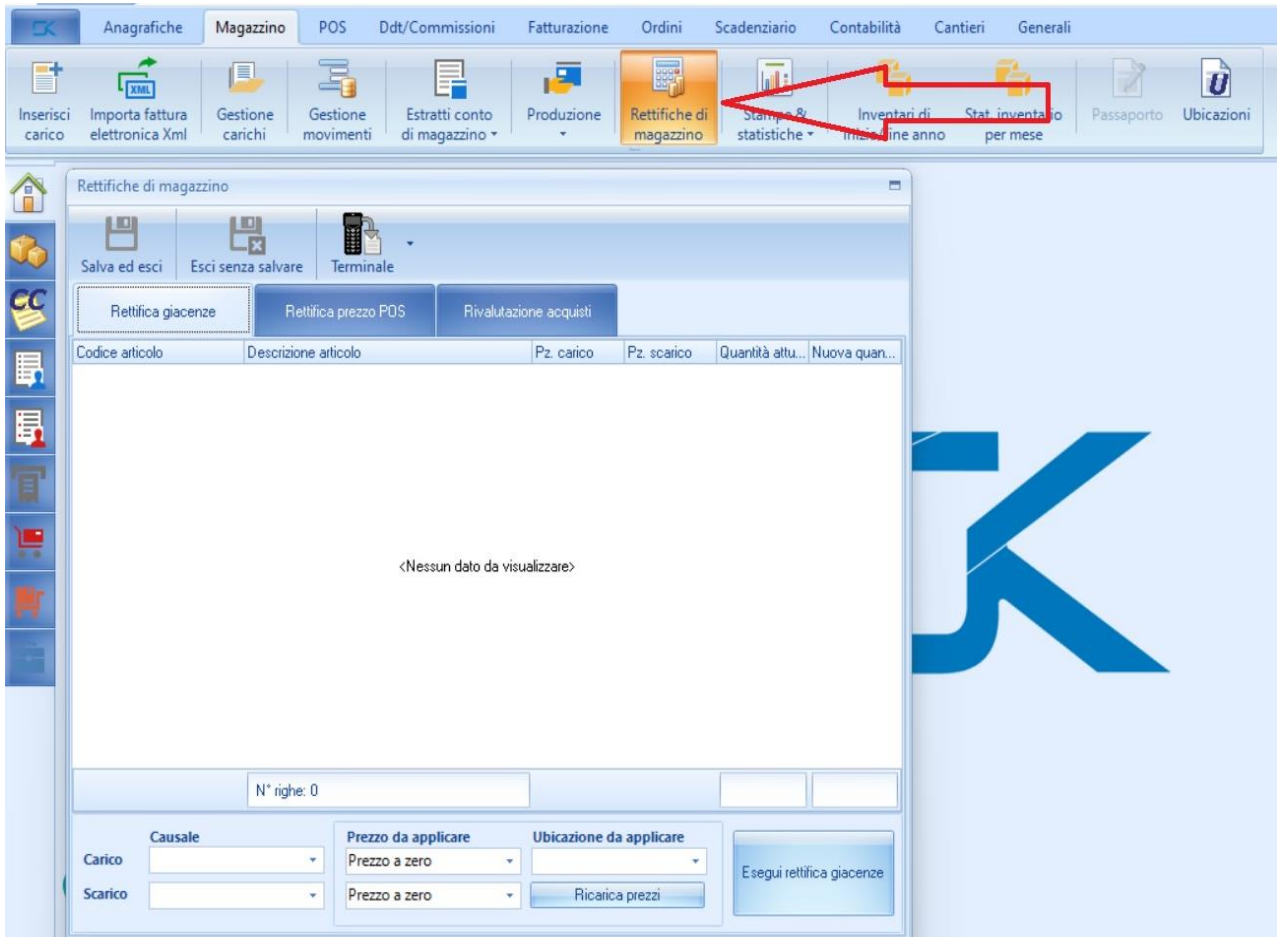 Anagrafiche Magazzino POS Ddt/Commissioni Fatturazione Ordini Scadenziario Contabilità Cantieri Generali
Inserisci carico
Importa fattura elettronica Xml
Gestione carichi
Gestione movimenti
Estratti conto di magazzino
Produzione
Rettifiche di magazzino
Stampe & statistiche
Inventari di inizio/fine anno
Stat. inventario per mese
Passaporto
Ubicazioni
Rettifiche di magazzino
Salva ed esci Esci senza salvare Terminale
Rettifica giacenze Rettifica prezzo POS Rivalutazione acquisti
Codice articolo Descrizione articolo Pz. carico Pz. scarico Quantità attu... Nuova quan...
<Nessun dato da visualizzare>
N° righe: 0
Causale Prezzo da applicare Ubicazione da applicare
Carico Prezzo a zero
Esegui rettifica giacenze
Scarico Prezzo a zero Ricarica prezzi